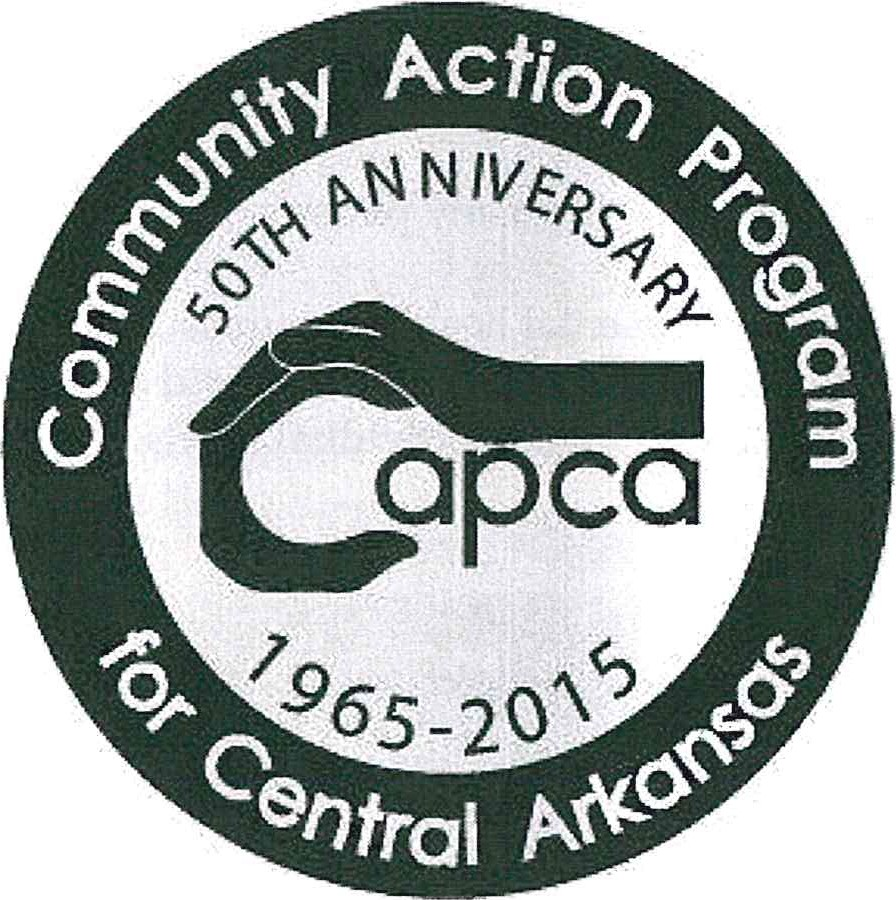 Community Action Program
for Central Arkansas
50TH ANNIVERSARY
capca
1965-2015